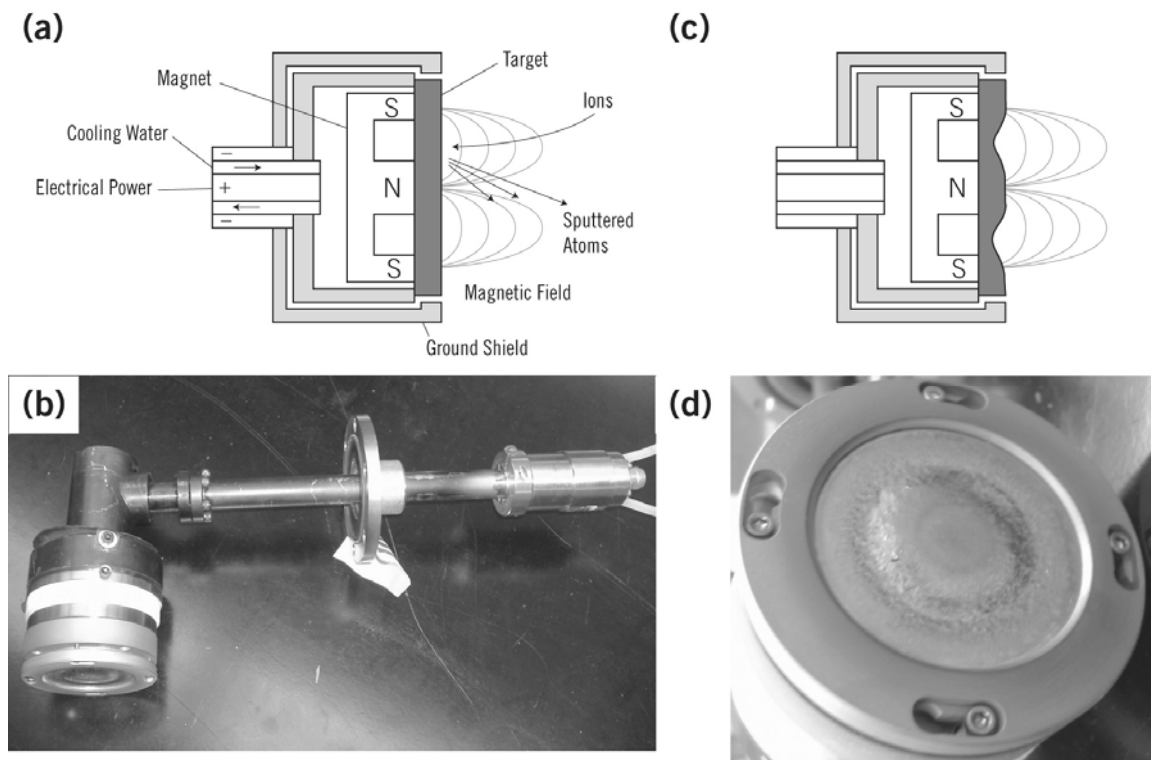 (a)
Magnet
Target
Ions
Cooling Water
Electrical Power
S
N
S
−
+
−
Sputtered
Atoms
Magnetic Field
Ground Shield
(c)
S
N
S
(b)
(d)